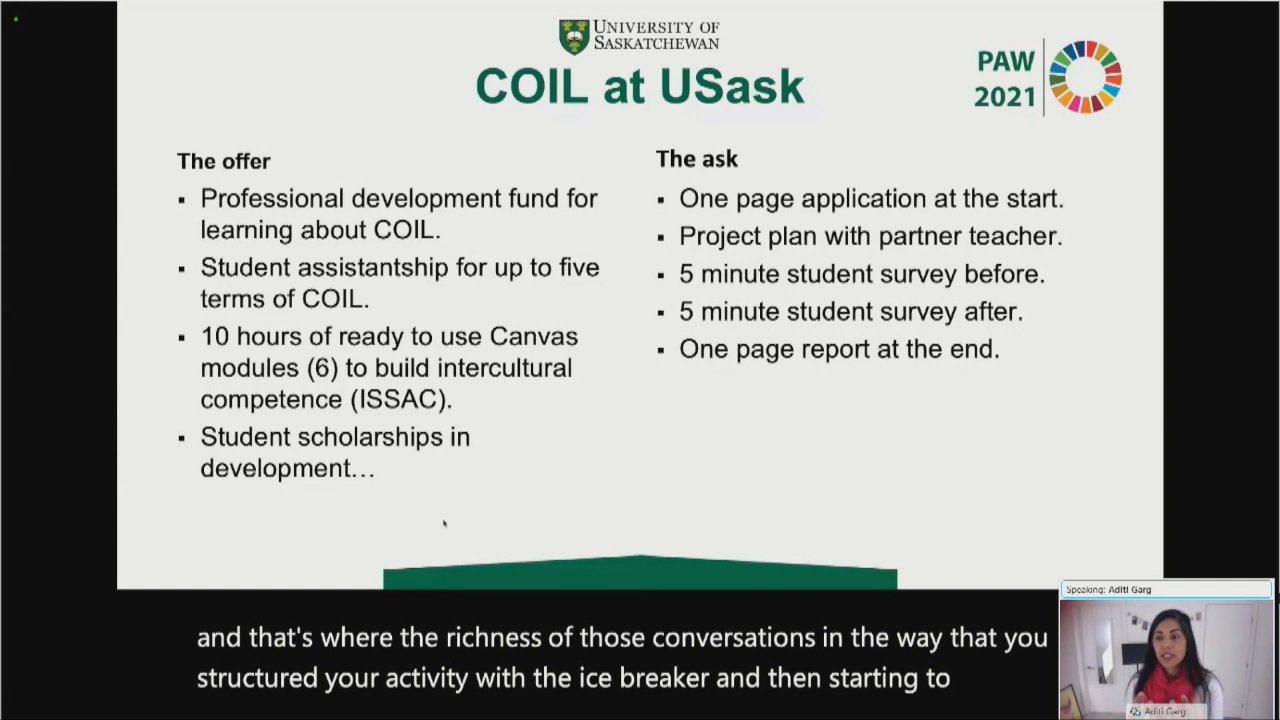 UNIVERSITY OF
SASKATCHEWAN
COIL at USask
PAW
2021
The offer
▪ Professional development fund for
learning about COIL.
▪ Student assistantship for up to five
terms of COIL.
▪ 10 hours of ready to use Canvas
modules (6) to build intercultural
competence (ISSAC).
▪ Student scholarships in
development…
The ask
▪ One page application at the start.
▪ Project plan with partner teacher.
▪ 5 minute student survey before.
▪ 5 minute student survey after.
▪ One page report at the end.
Speaking: Aditi Garg
Aditi Garg
and that's where the richness of those conversations in the way that you
structured your activity with the ice breaker and then starting to